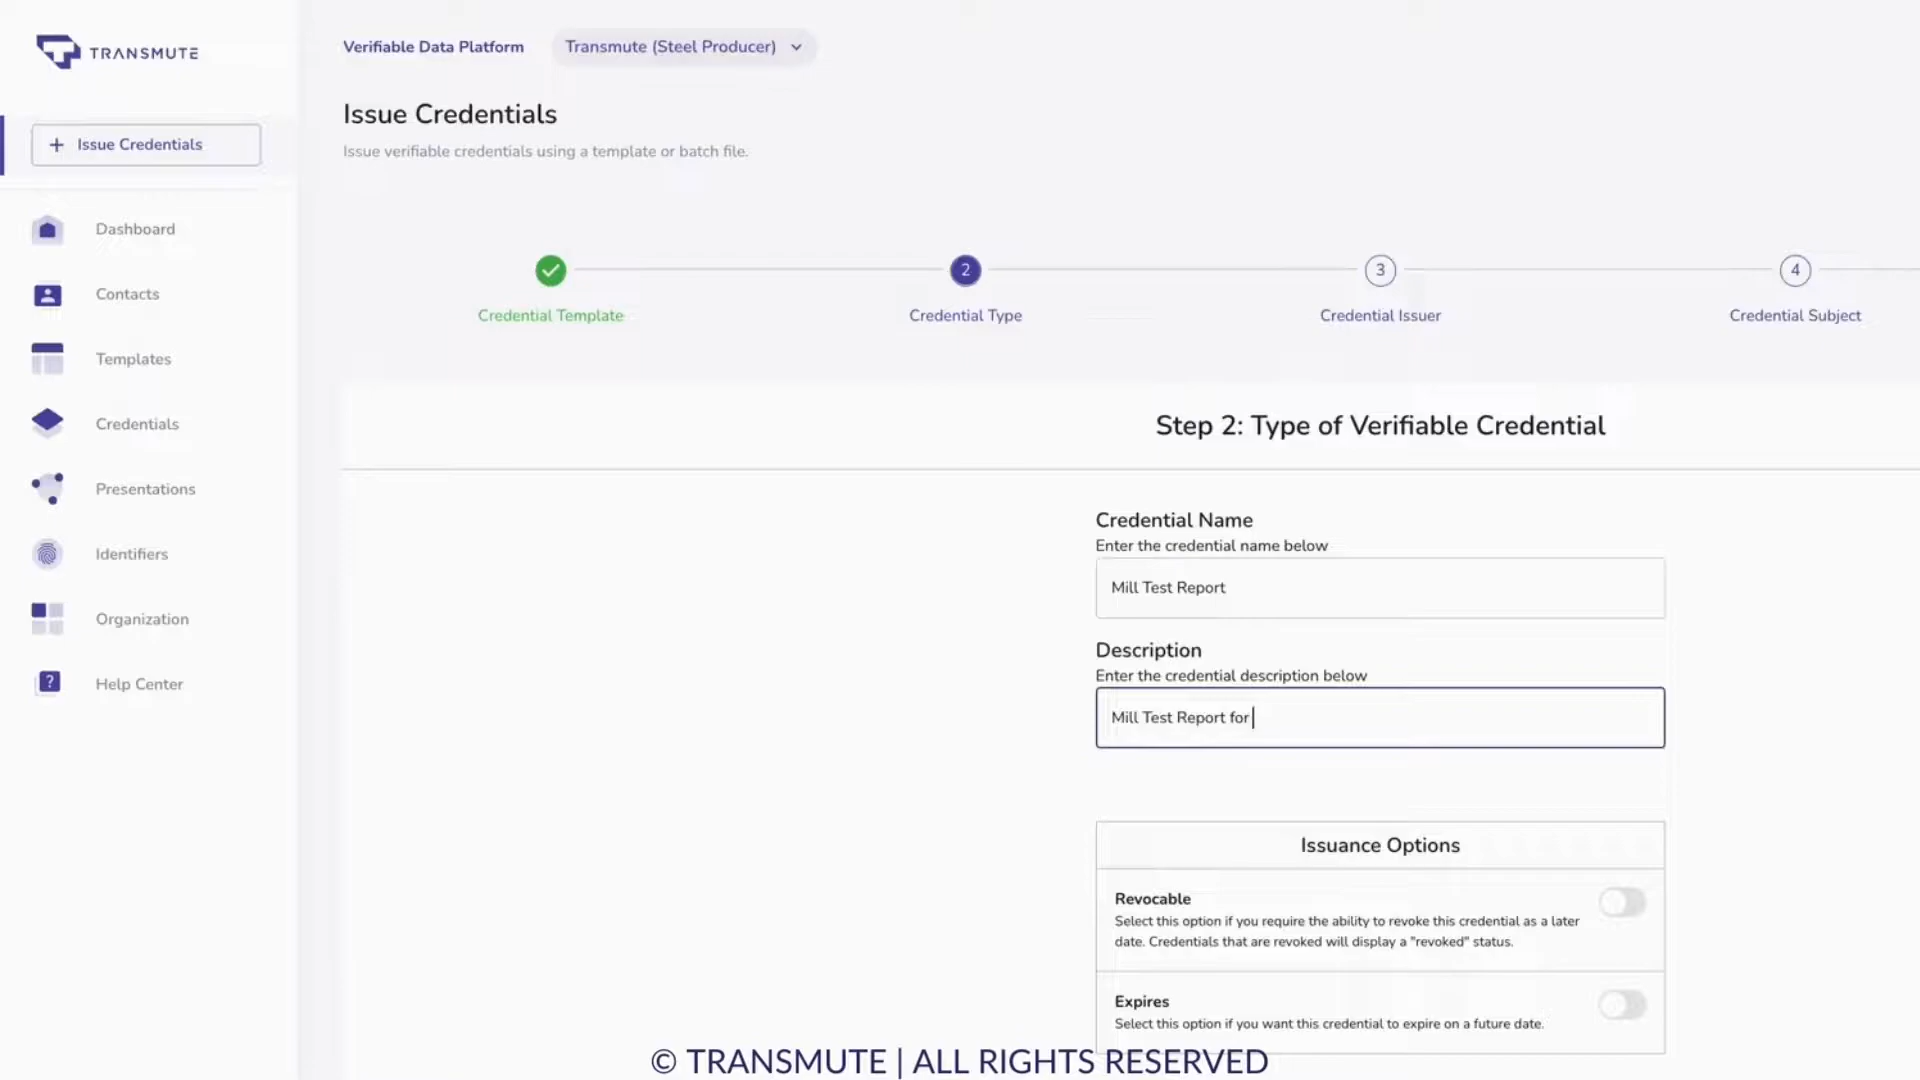 TRANSMUTE
Verifiable Data Platform
Transmute (Steel Producer)
+ Issue Credentials
Issue Credentials
Issue verifiable credentials using a template or batch file.
Dashboard
Contacts
Templates
Credentials
Presentations
Identifiers
Organization
? Help Center
Credential Template
2
Credential Type
3
Credential Issuer
4
Credential Subject
Step 2: Type of Verifiable Credential
Credential Name
Enter the credential name below
Mill Test Report
Description
Enter the credential description below
Mill Test Report for
Issuance Options
Revocable
Select this option if you require the ability to revoke this credential as a later
date. Credentials that are revoked will display a "revoked" status.
Expires
Select this option if you want this credential to expire on a future date.
© TRANSMUTE | ALL RIGHTS RESERVED